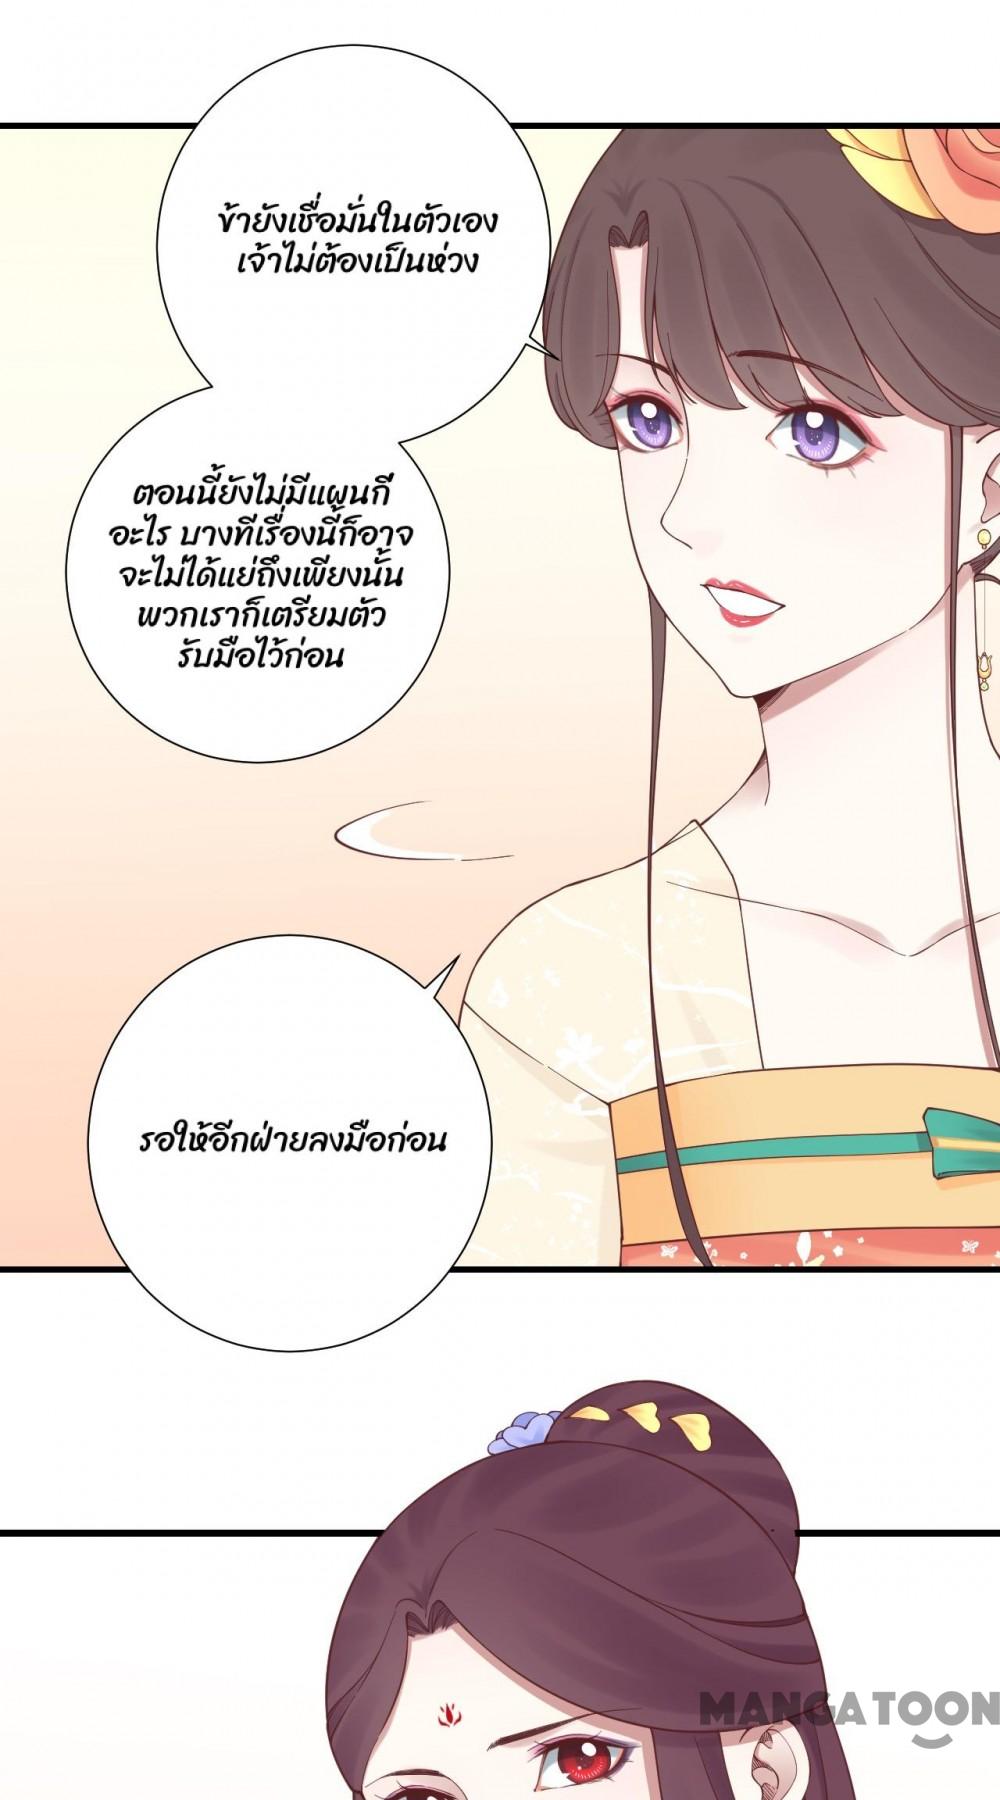 ข้ายังเชื่อมั่นในตัวเอง
เจ้าไม่ต้องเป็นห่วง
ตอนนี้ยังไม่มีแผนกี
อะไร บางทีเรื่องนี้ก็อาจ
จะไม่ได้แย่ถึงเพียงนั้น
พวกเราก็เตรียมตัว
รับมือไว้ก่อน
รอให้อีกฝ่ายลงมือก่อน
MANGATOON